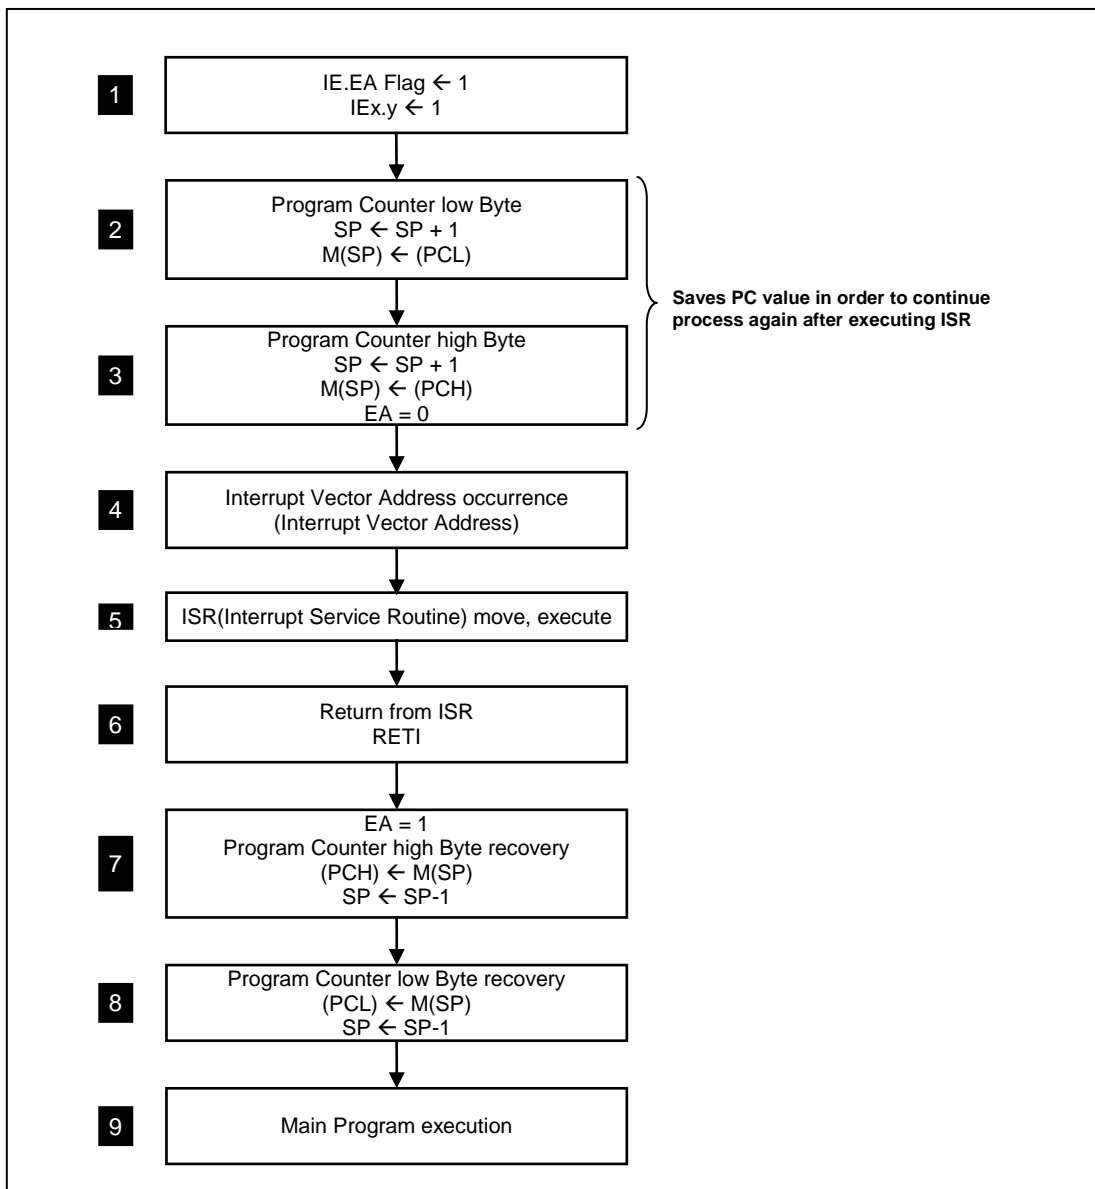 1
IE.EA Flag ← 1
IEx.y ← 1
2
Program Counter low Byte
SP ← SP + 1
M(SP) ← (PCL)
Saves PC value in order to continue
process again after executing ISR
3
Program Counter high Byte
SP ← SP + 1
M(SP) ← (PCH)
EA = 0
4
Interrupt Vector Address occurrence
(Interrupt Vector Address)
5
ISR(Interrupt Service Routine) move, execute
6
Return from ISR
RETI
7
EA = 1
Program Counter high Byte recovery
(PCH) ← M(SP)
SP ← SP-1
8
Program Counter low Byte recovery
(PCL) ← M(SP)
SP ← SP-1
9
Main Program execution